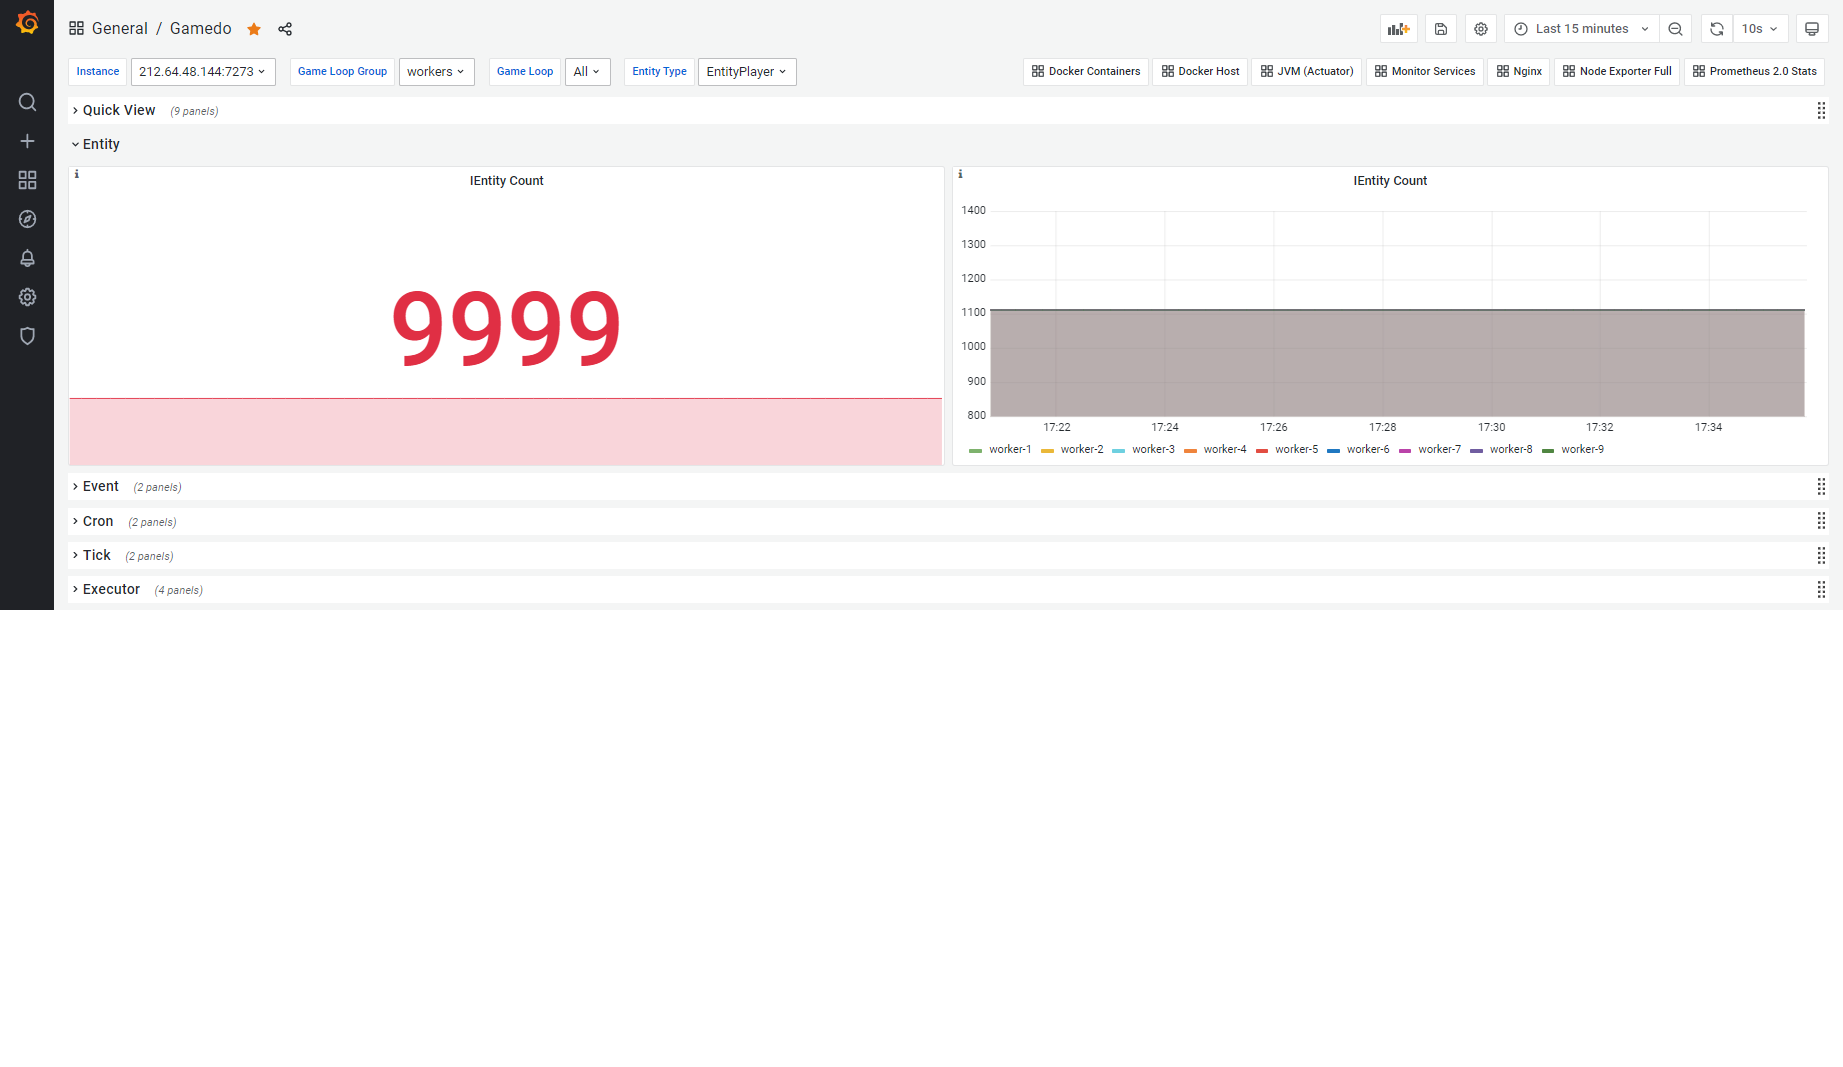 General / Gamedo
Last 15 minutes
10s
Instance 212.64.48.144:7273 Game Loop Group workers Game Loop All Entity Type EntityPlayer
Docker Containers Docker Host JVM (Actuator) Monitor Services Nginx Node Exporter Full Prometheus 2.0 Stats
Quick View (9 panels)
Entity
i
IEntity Count
9999
i
IEntity Count
1400
1300
1200
1100
1000
900
800
17:22 17:24 17:26 17:28 17:30 17:32 17:34
worker-1 worker-2 worker-3 worker-4 worker-5 worker-6 worker-7 worker-8 worker-9
Event (2 panels)
Cron (2 panels)
Tick (2 panels)
Executor (4 panels)